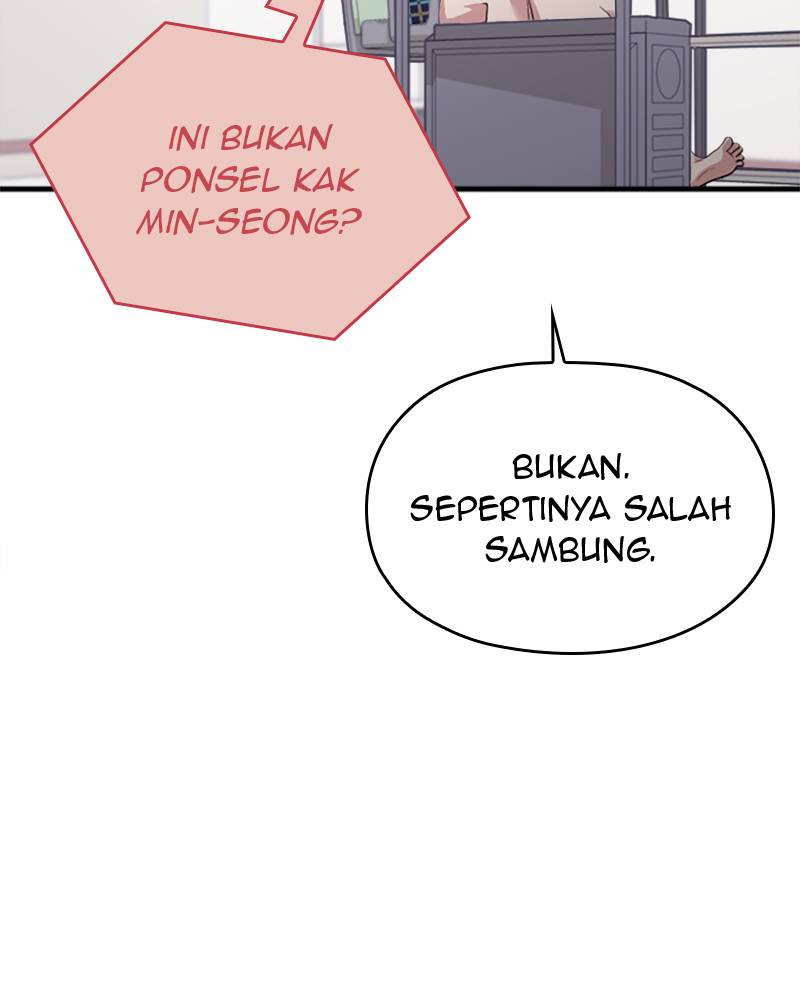 INI BUKAN
PONSEL KAK
MIN-SEONG?
BUKAN.
SEPERTINYA SALAH
SAMBUNG.